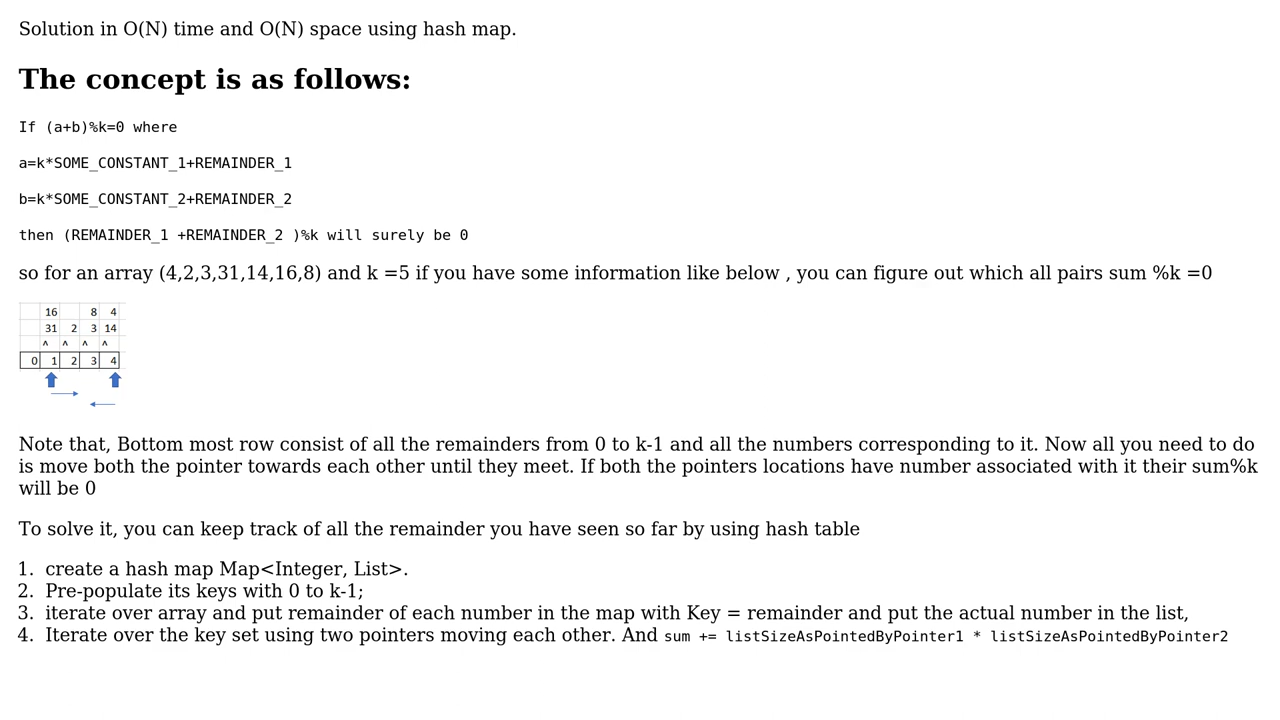 Solution in O(N) time and O(N) space using hash map.
The concept is as follows:
If (a+b)%k=0 where
a=k*SOME_CONSTANT_1+REMAINDER_1
b=k*SOME_CONSTANT_2+REMAINDER_2
then (REMAINDER_1 +REMAINDER_2 )%k will surely be 0
so for an array (4,2,3,31,14,16,8) and k =5 if you have some information like below , you can figure out which all pairs sum %k =0
16 8 4
31 2 3 14
^ ^ ^ ^
0 1 2 3 4
Note that, Bottom most row consist of all the remainders from 0 to k-1 and all the numbers corresponding to it. Now all you need to do
is move both the pointer towards each other until they meet. If both the pointers locations have number associated with it their sum%k
will be 0
To solve it, you can keep track of all the remainder you have seen so far by using hash table
1. create a hash map Map<Integer, List>.
2. Pre-populate its keys with 0 to k-1;
3. iterate over array and put remainder of each number in the map with Key = remainder and put the actual number in the list,
4. Iterate over the key set using two pointers moving each other. And sum += listSizeAsPointedByPointer1 * listSizeAsPointedByPointer2